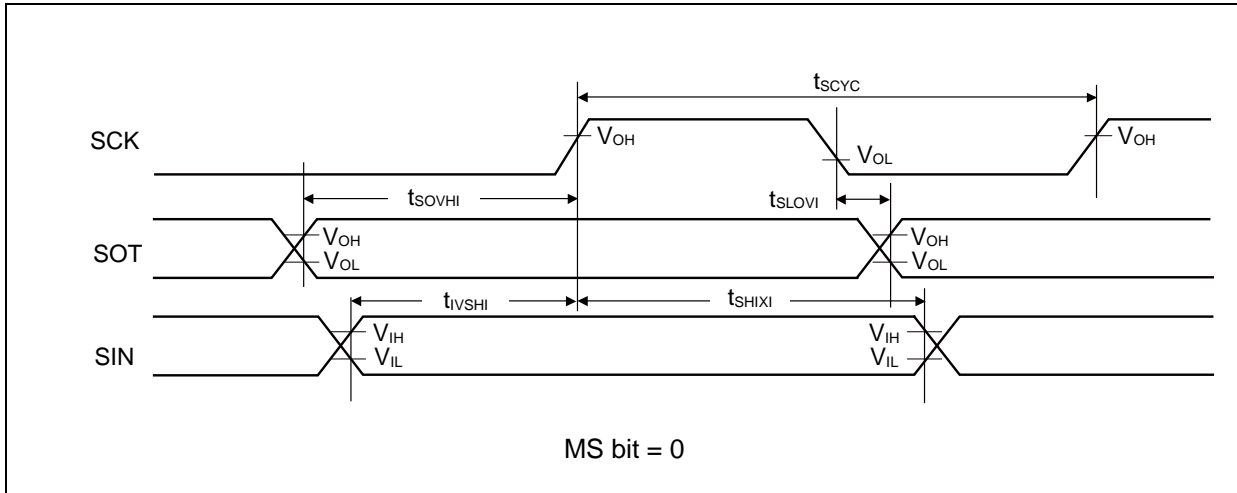 tSCYC
SCK
VOH
VOL
VOH
tSOVHI
tSLOVI
SOT
VOH
VOL
VOH
VOL
tIVSHI
tSHIXI
SIN
VIH
VIL
VIH
VIL
MS bit = 0